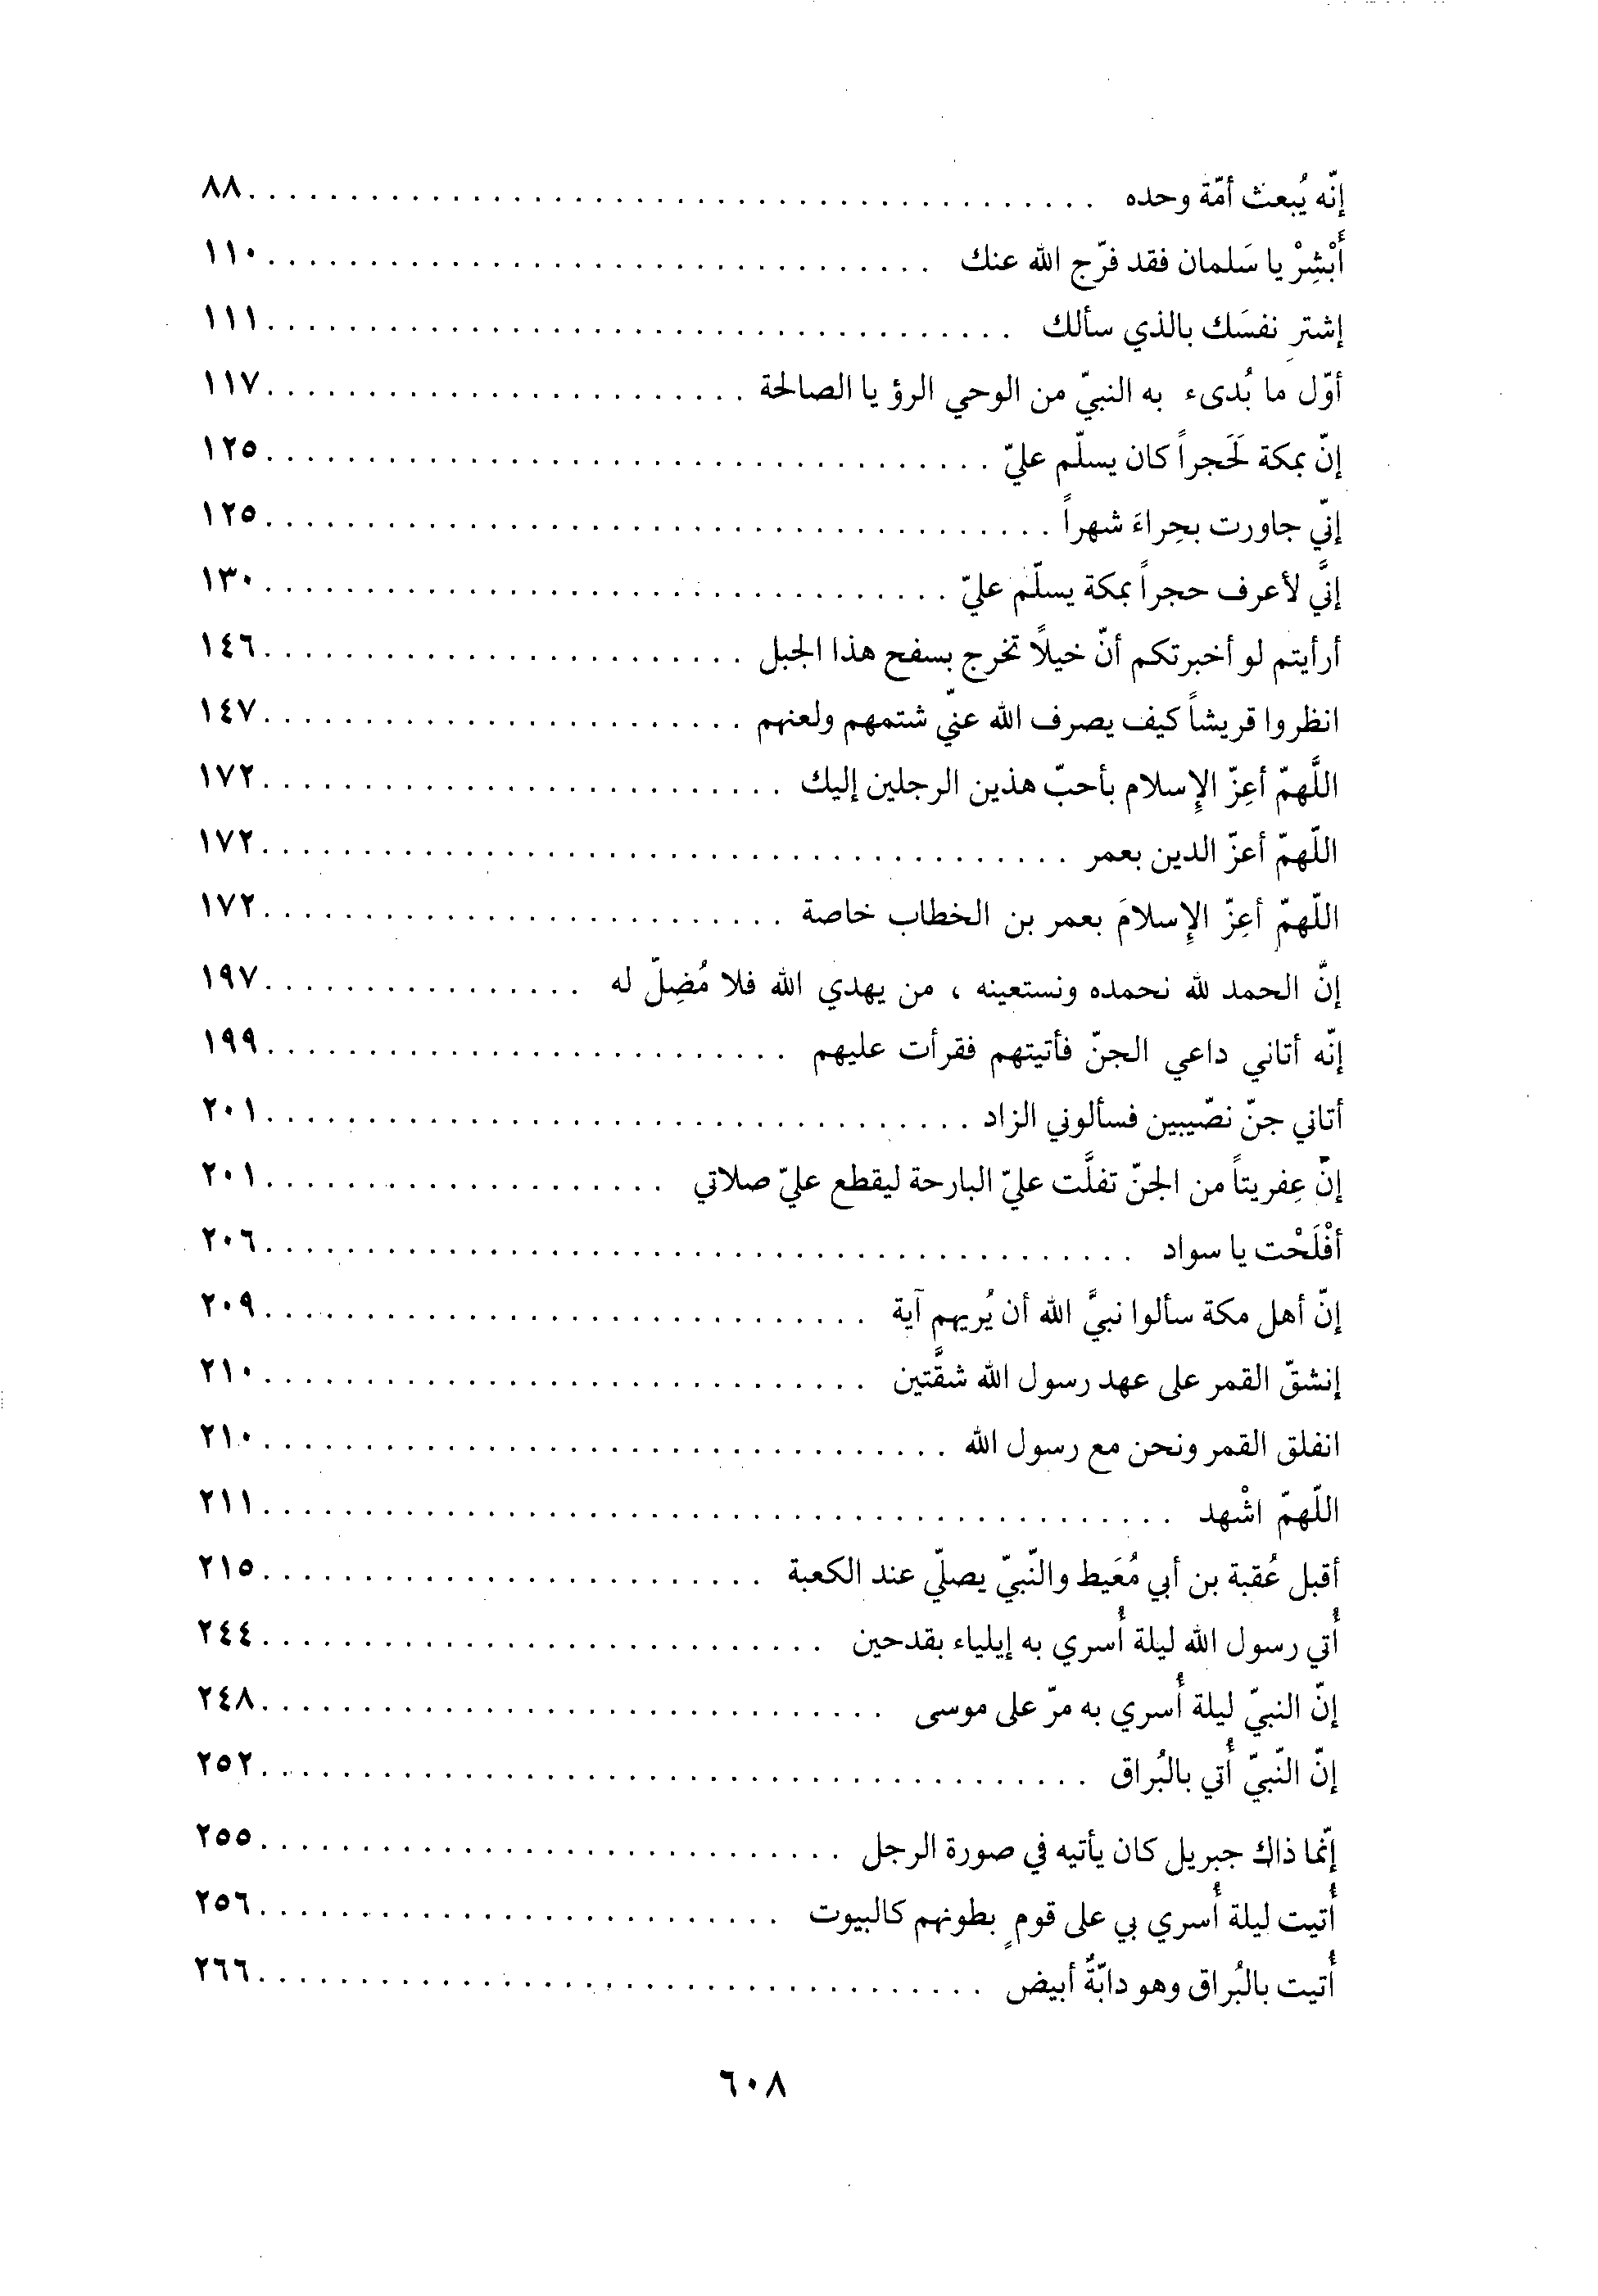 إنّه يُبعث أمّة وحده ........ ٨٨
أَبْشِرْ يا سَلمان فقد فرّج الله عنك ........ ١١٠
إشترِ نفسَك بالذي سألك ........ ١١١
أوّل ما بُدىء به النبيّ من الوحي الرؤيا الصالحة ........ ١١٧
إنّ بمكة لَحَجراً كان يسلّم عليّ ........ ١٢٥
إنّي جاورت بحِراءَ شهراً ........ ١٢٥
إنّي لأعرف حجراً بمكة يسلّم عليّ ........ ١٣٠
أرأيتم لو أخبرتكم أنّ خيلًا تخرج بسفح هذا الجبل ........ ١٤٦
انظروا قريشاً كيف يصرف الله عنّي شتمهم ولعنهم ........ ١٤٧
اللَّهمّ أعِزّ الإِسلام بأحبّ هذين الرجلين إليك ........ ١٧٢
اللّهمّ أعزّ الدين بعمر ........ ١٧٢
اللّهمّ أعِزّ الإِسلامَ بعمر بن الخطاب خاصة ........ ١٧٢
إنّ الحمد لله نحمده ونستعينه ، من يهدي الله فلا مُضِلّ له ........ ١٩٧
إنّه أتاني داعي الجنّ فأتيتهم فقرأت عليهم ........ ١٩٩
أتاني جنّ نصّيبين فسألوني الزاد ........ ٢٠١
إنّ عِفريتاً من الجنّ تفلَّت عليّ البارحة ليقطع عليّ صلاتي ........ ٢٠١
أفْلَحْت يا سواد ........ ٢٠٦
إنّ أهل مكة سألوا نبيَّ الله أن يُريهم آية ........ ٢٠٩
إنشقّ القمر على عهد رسول الله شقَّتين ........ ٢١٠
انفلق القمر ونحن مع رسول الله ........ ٢١٠
اللّهمّ اشْهد ........ ٢١١
أقبل عُقبة بن أبي مُعَيط والنّبيّ يصلّي عند الكعبة ........ ٢١٥
أُتي رسول الله ليلة أُسري به إيلياء بقدحين ........ ٢٤٤
إنّ النبيّ ليلة أُسري به مرّ على موسى ........ ٢٤٨
إنّ النّبيّ أُتي بالبُراق ........ ٢٥٢
إنّما ذاك جبريل كان يأتيه في صورة الرجل ........ ٢٥٥
أُتيت ليلة أُسري بي على قومٍ بطونهم كالبيوت ........ ٢٥٦
أُتيت بالبُراق وهو دابّةٌ أبيض ........ ٢٦٦
٦٠٨